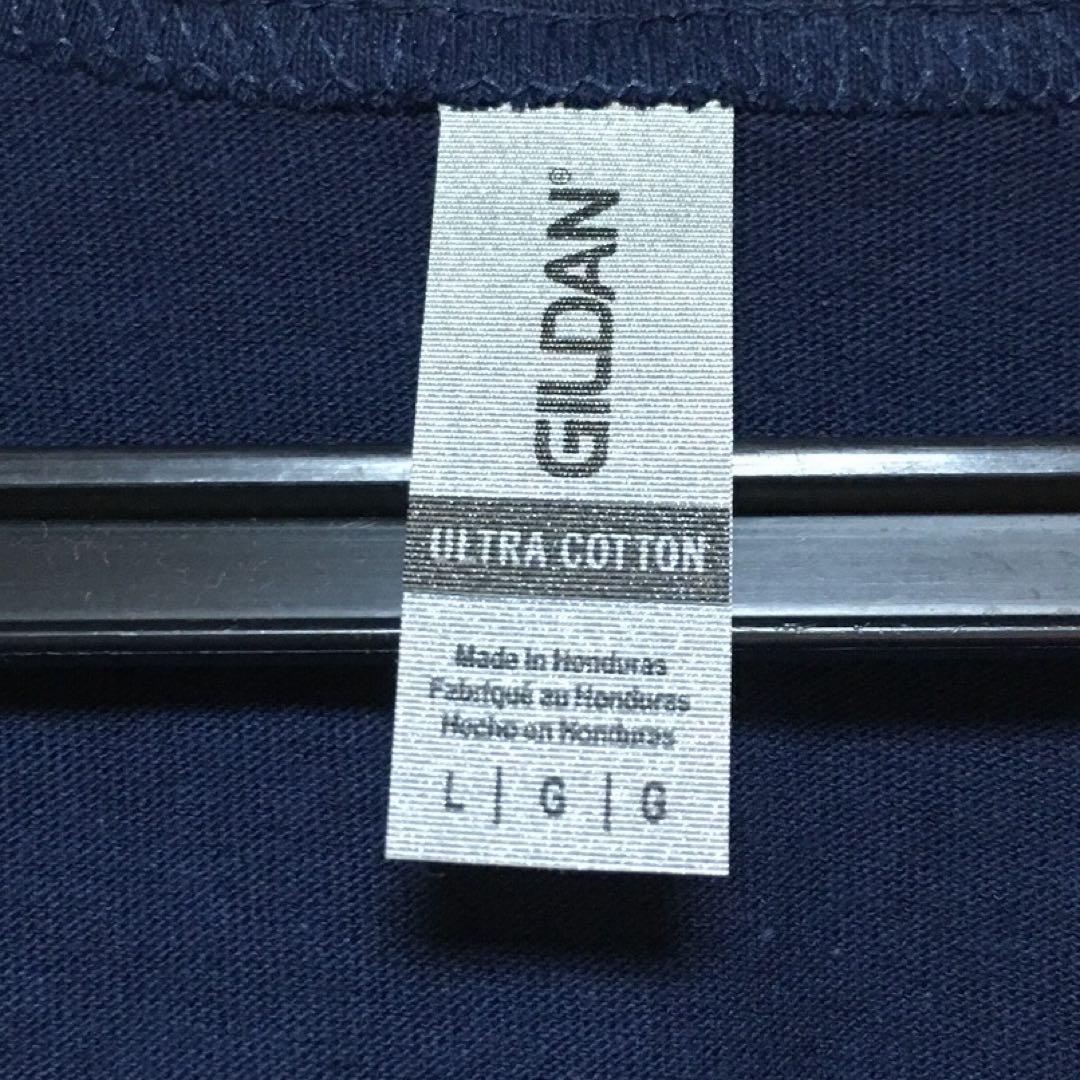 GILDAN®
ULTRA COTTON
Made in Honduras
Fabriqué au Honduras
Hecho en Honduras
L | G | G